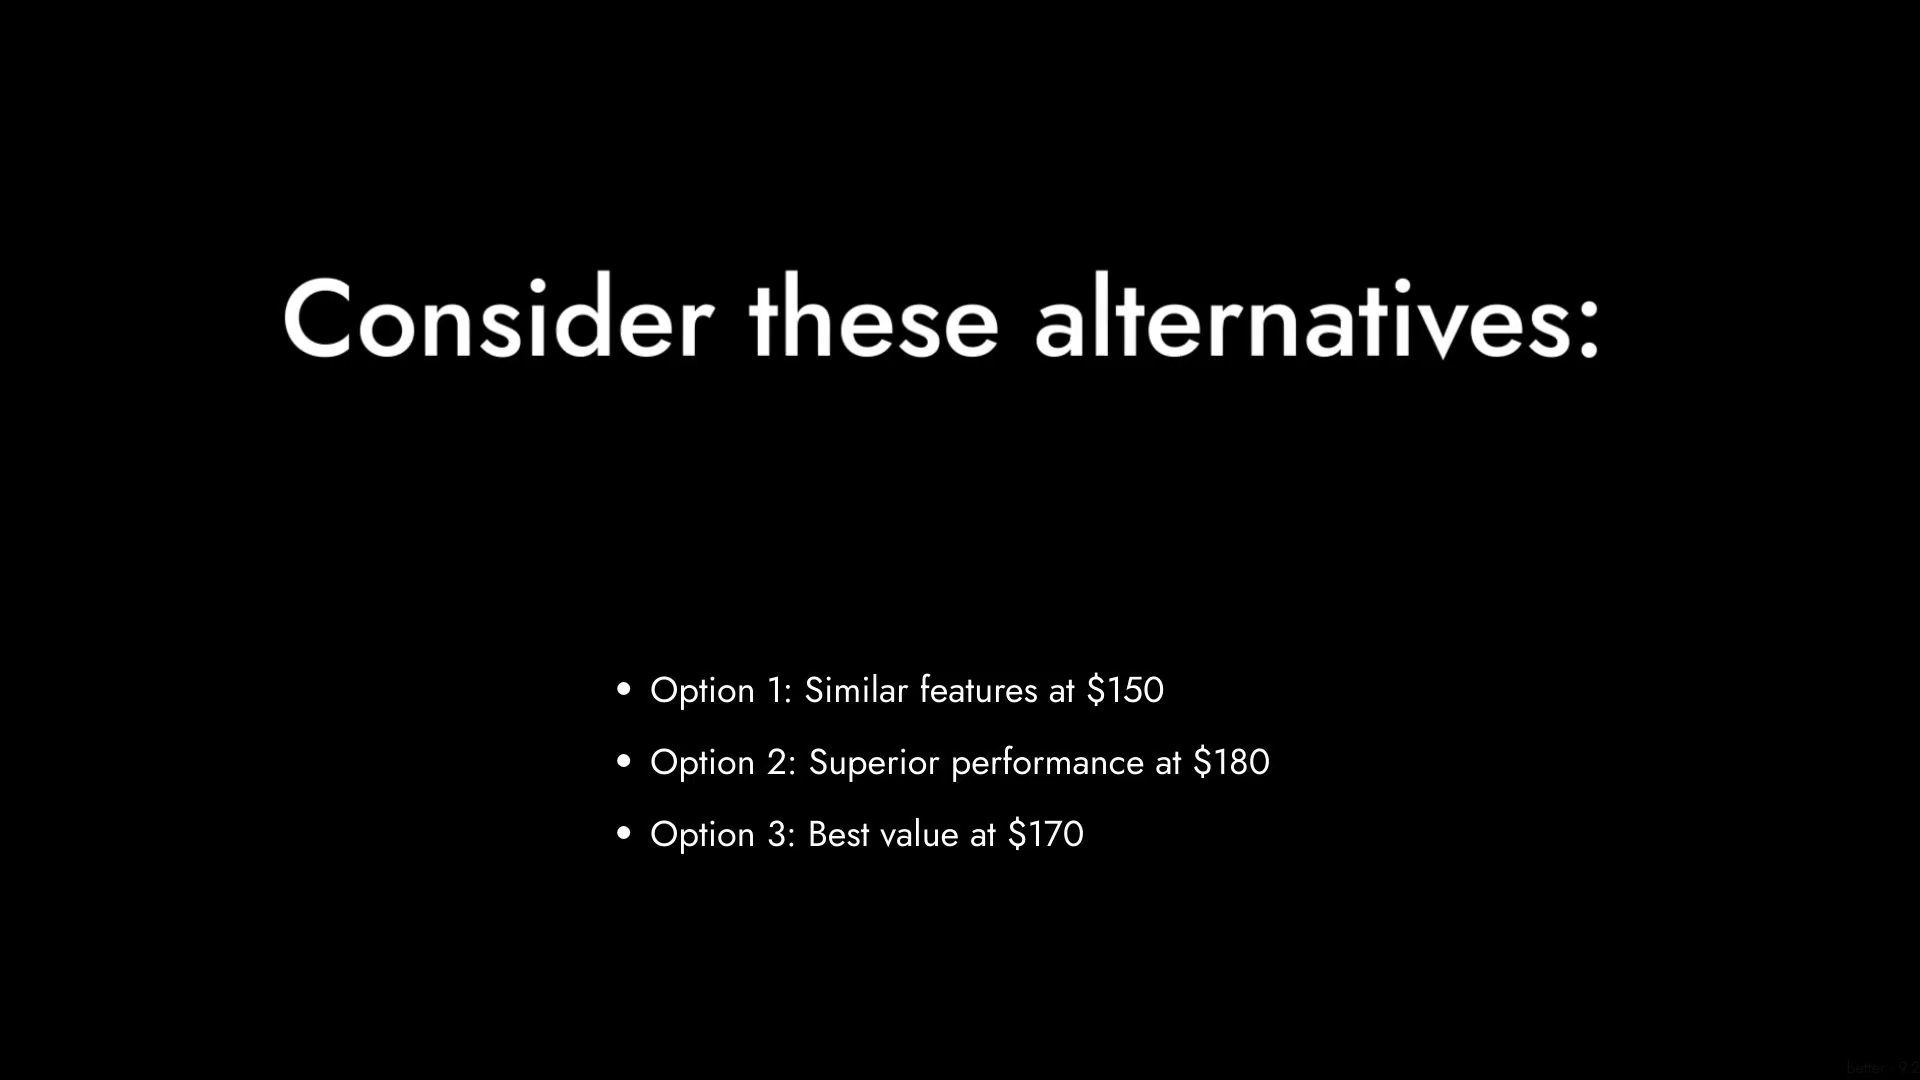 Consider these alternatives:
• Option 1: Similar features at $150
• Option 2: Superior performance at $180
• Option 3: Best value at $170
better